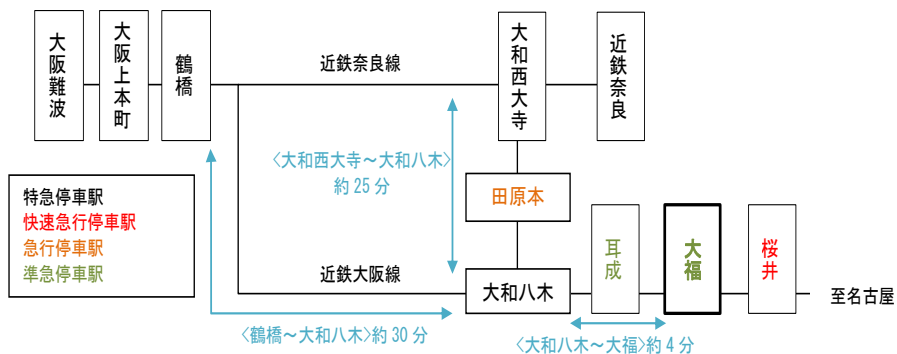 大阪難波
大阪上本町
鶴橋
近鉄奈良線
大和西大寺
近鉄奈良
〈大和西大寺～大和八木〉
約25分
特急停車駅
快速急行停車駅
急行停車駅
準急停車駅
田原本
近鉄大阪線
大和八木
耳成
大福
桜井
至名古屋
〈鶴橋～大和八木〉約30分
〈大和八木～大福〉約4分